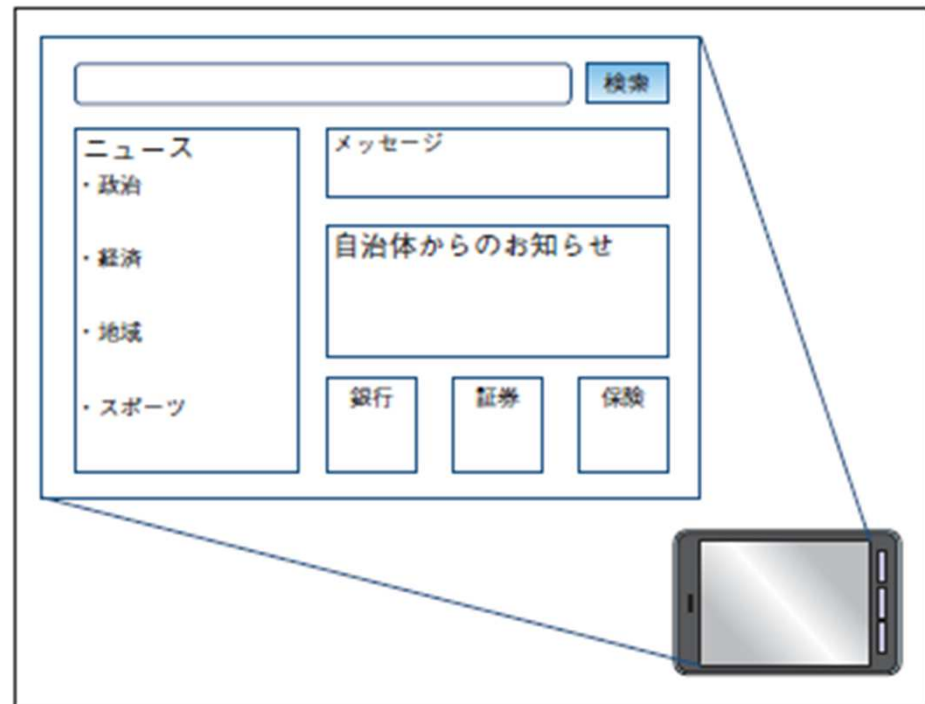 検索
ニュース
・政治
・経済
・地域
・スポーツ
メッセージ
自治体からのお知らせ
銀行
証券
保険